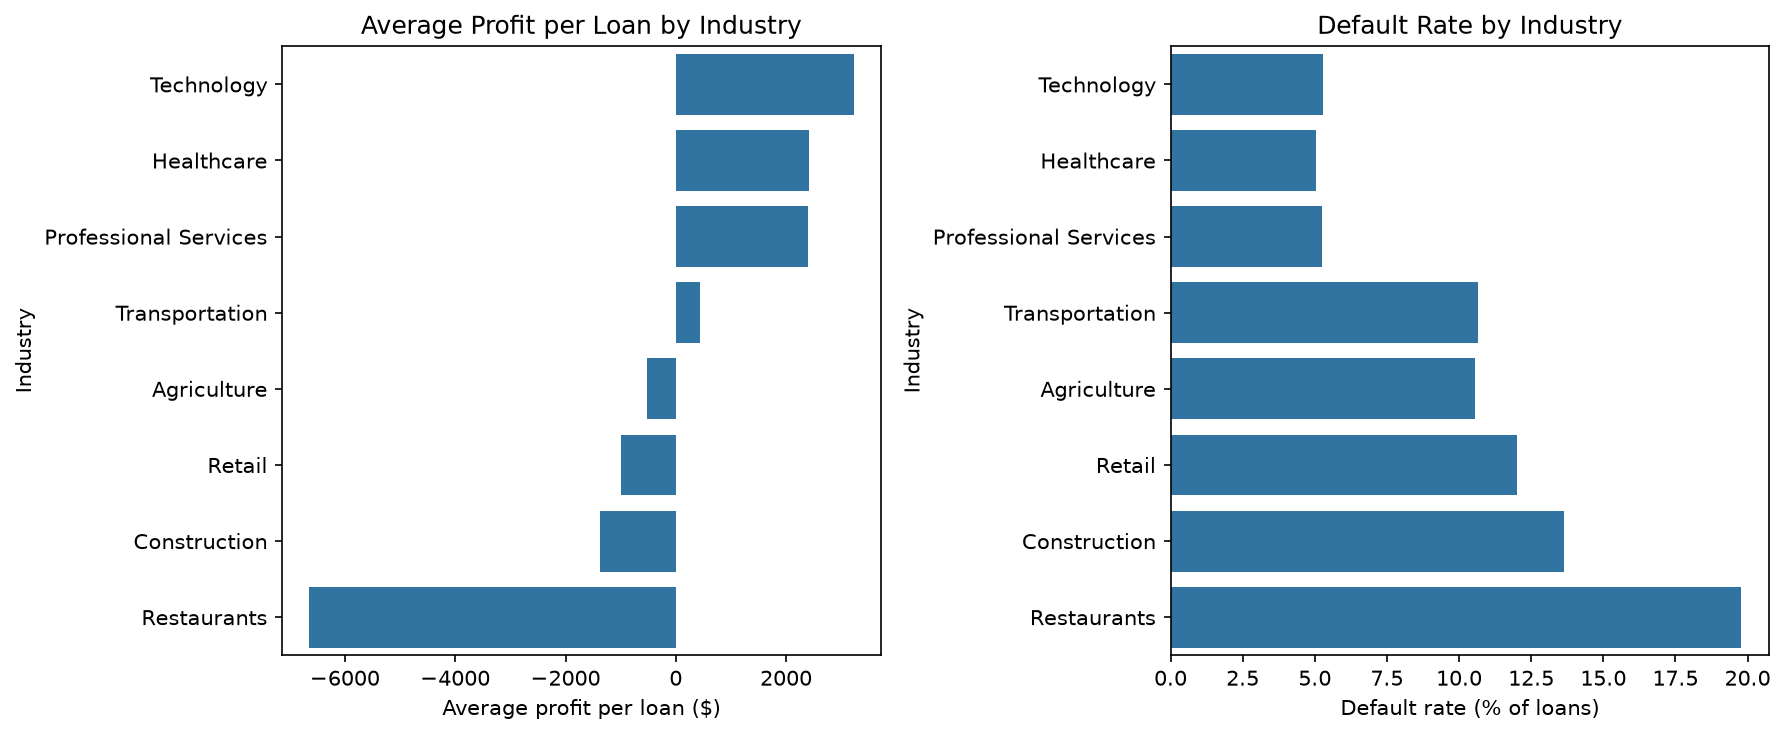 Average Profit per Loan by Industry
Industry
Technology
Healthcare
Professional Services
Transportation
Agriculture
Retail
Construction
Restaurants
−6000 −4000 −2000 0 2000
Average profit per loan ($)
Default Rate by Industry
Industry
Technology
Healthcare
Professional Services
Transportation
Agriculture
Retail
Construction
Restaurants
0.0 2.5 5.0 7.5 10.0 12.5 15.0 17.5 20.0
Default rate (% of loans)